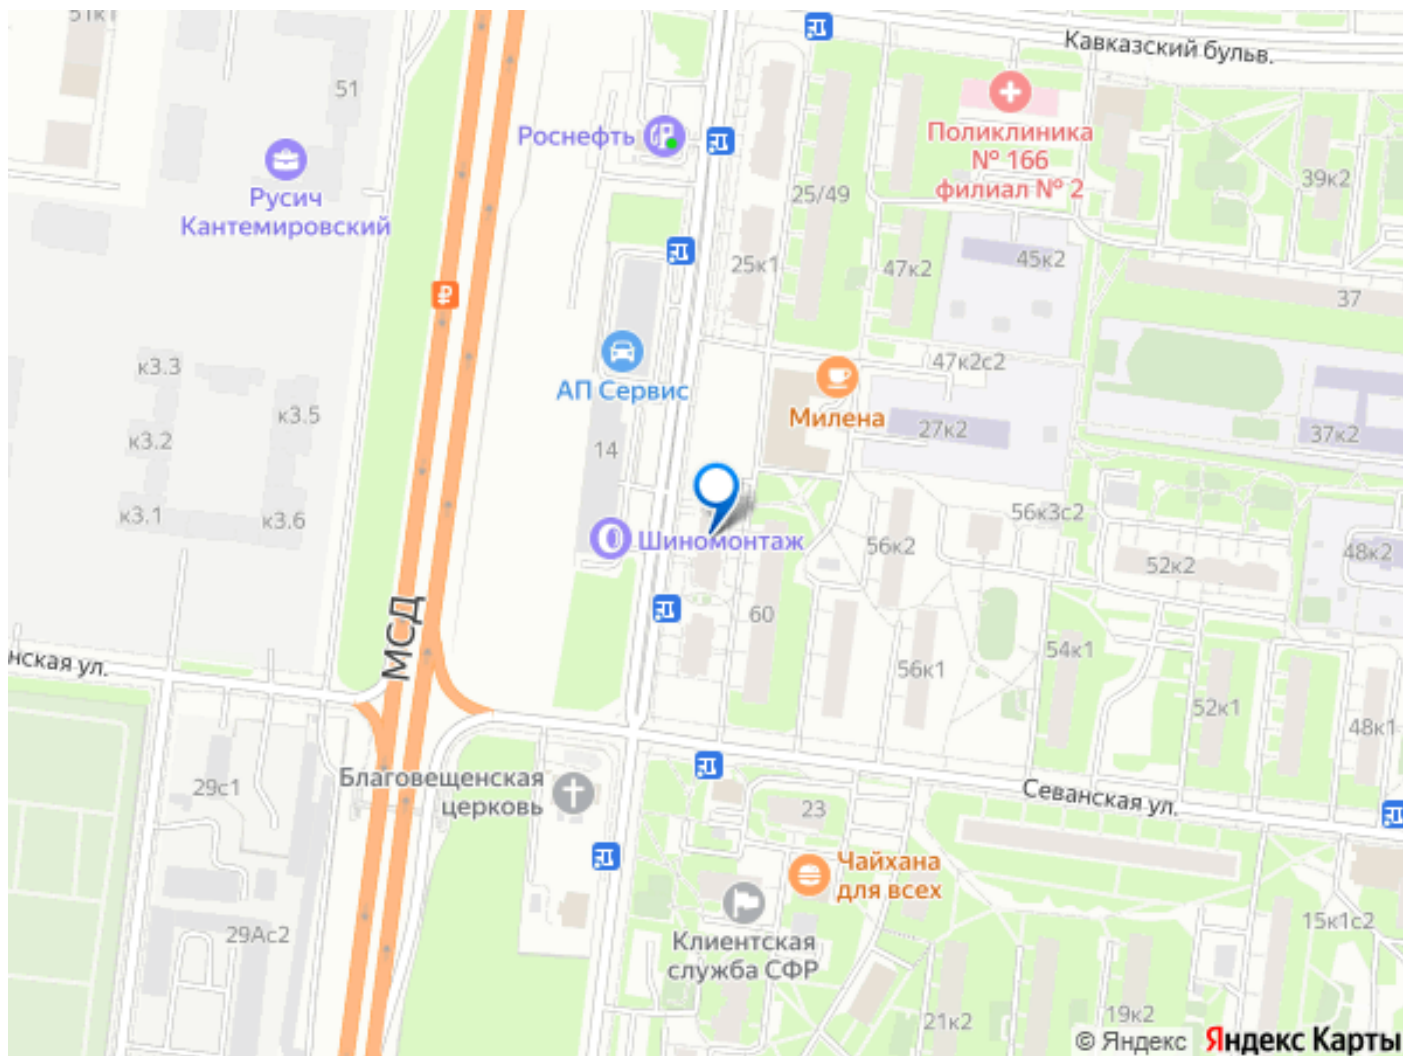 51к1
Кавказский бульв.
51
Роснефть
Поликлиника
№ 166
филиал № 2
Русич
Кантемировский
25/49
39к2
25к1
47к2
45к2
37
₽
к3.3
АП Сервис
47к2с2
Милена
к3.5
27к2
37к2
к3.2
14
к3.1
к3.6
Шиномонтаж
56к3с2
56к2
52к2
48к2
МСД
60
нская ул.
54к1
56к1
52к1
48к1
Благовещенская
церковь
29с1
Севанская ул.
23
Чайхана
для всех
29Ас2
Клиентская
служба СФР
15к1с2
21к2
19к2
© Яндекс Яндекс Карты